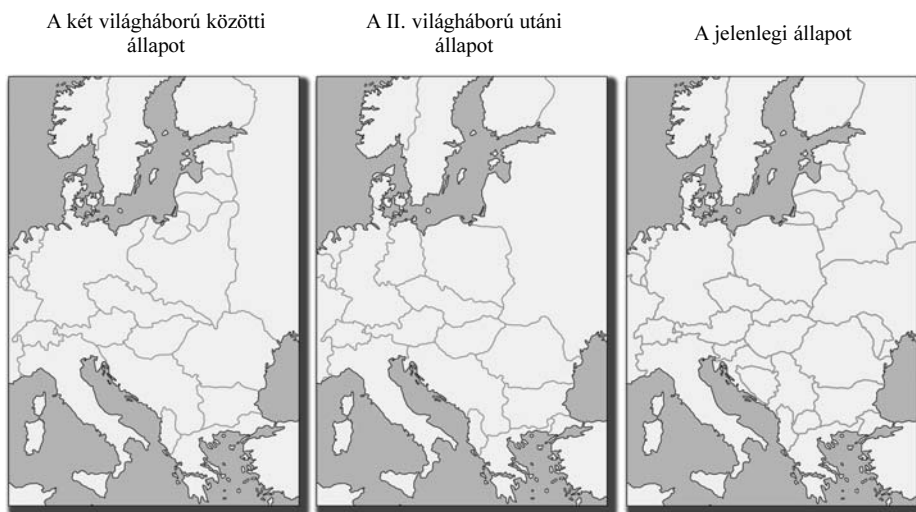 A két világháború közötti
állapot
A II. világháború utáni
állapot
A jelenlegi állapot